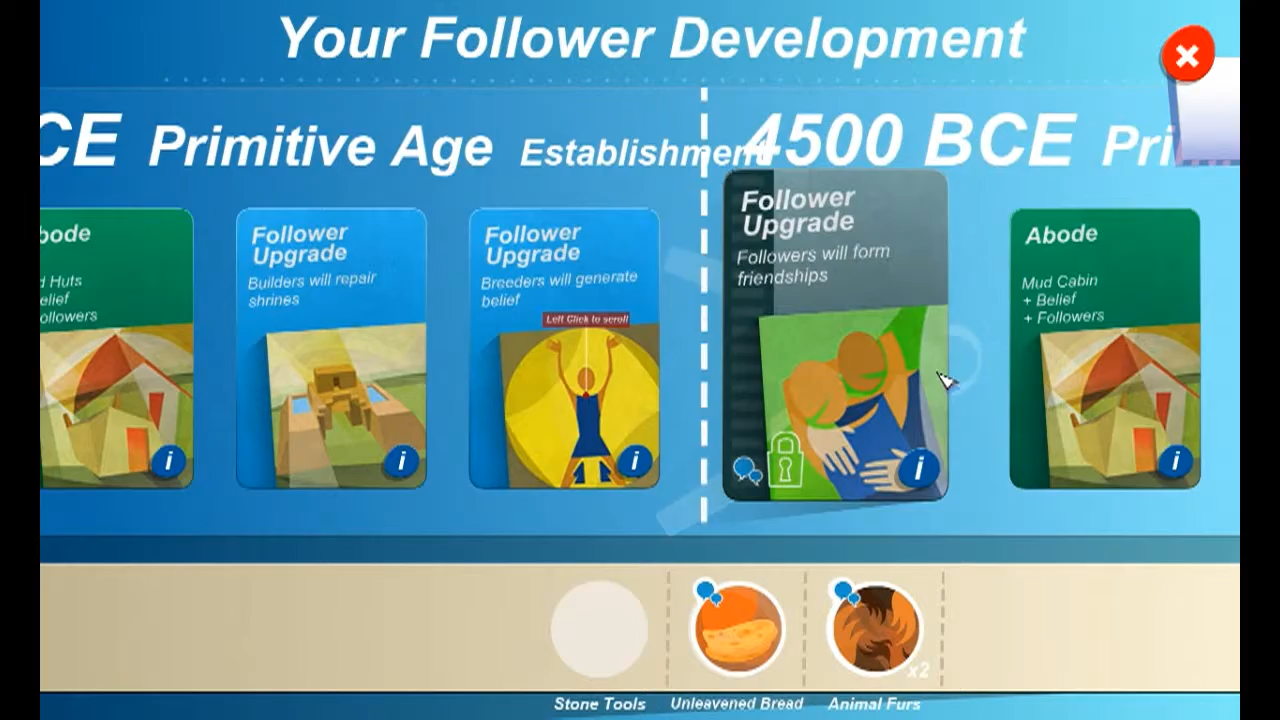 Your Follower Development
CE Primitive Age Establishment 4500 BCE Pri
bode
d Huts
elief
ollowers
Follower
Upgrade
Builders will repair
shrines
i
Follower
Upgrade
Breeders will generate
belief
Left Click to scroll
i
Follower
Upgrade
Followers will form
friendships
i
Abode
Mud Cabin
+ Belief
+ Followers
i
i
x2
Stone Tools
Unleavened Bread
Animal Furs